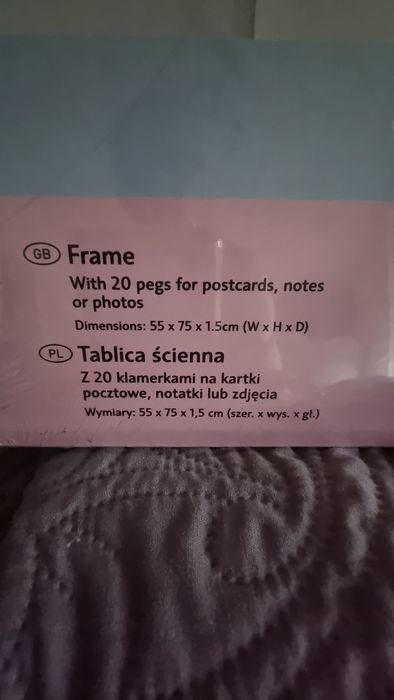 GB Frame
With 20 pegs for postcards, notes
or photos
Dimensions: 55 x 75 x 1.5cm (W x H x D)
PL Tablica ścienna
Z 20 klamerkami na kartki
pocztowe, notatki lub zdjęcia
Wymiary: 55 x 75 x 1,5 cm (szer. x wys. x gł.)